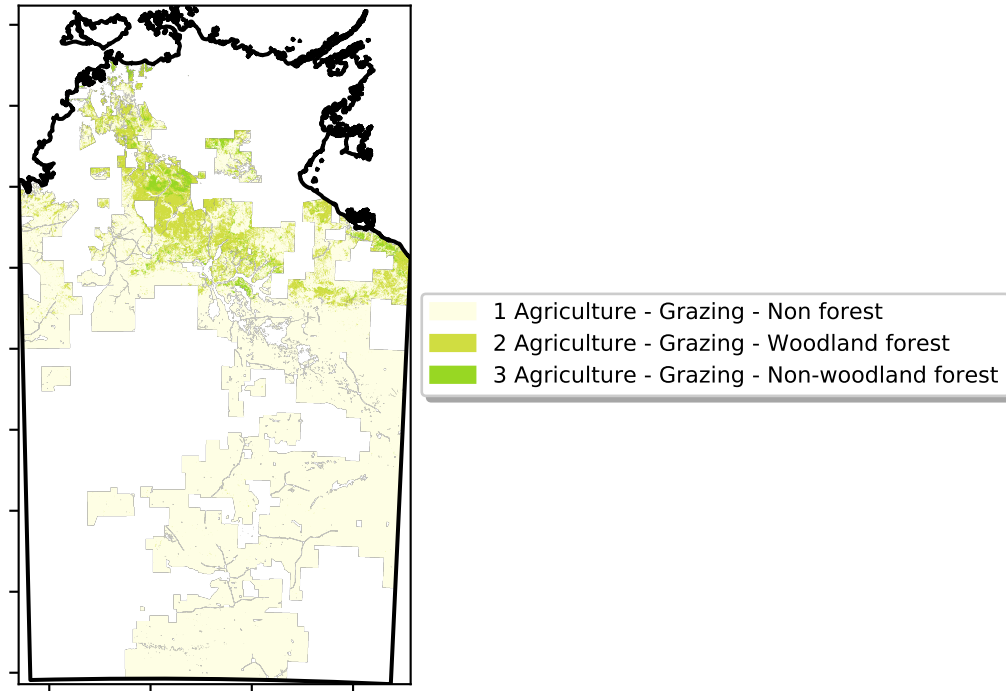 1 Agriculture - Grazing - Non forest
2 Agriculture - Grazing - Woodland forest
3 Agriculture - Grazing - Non-woodland forest